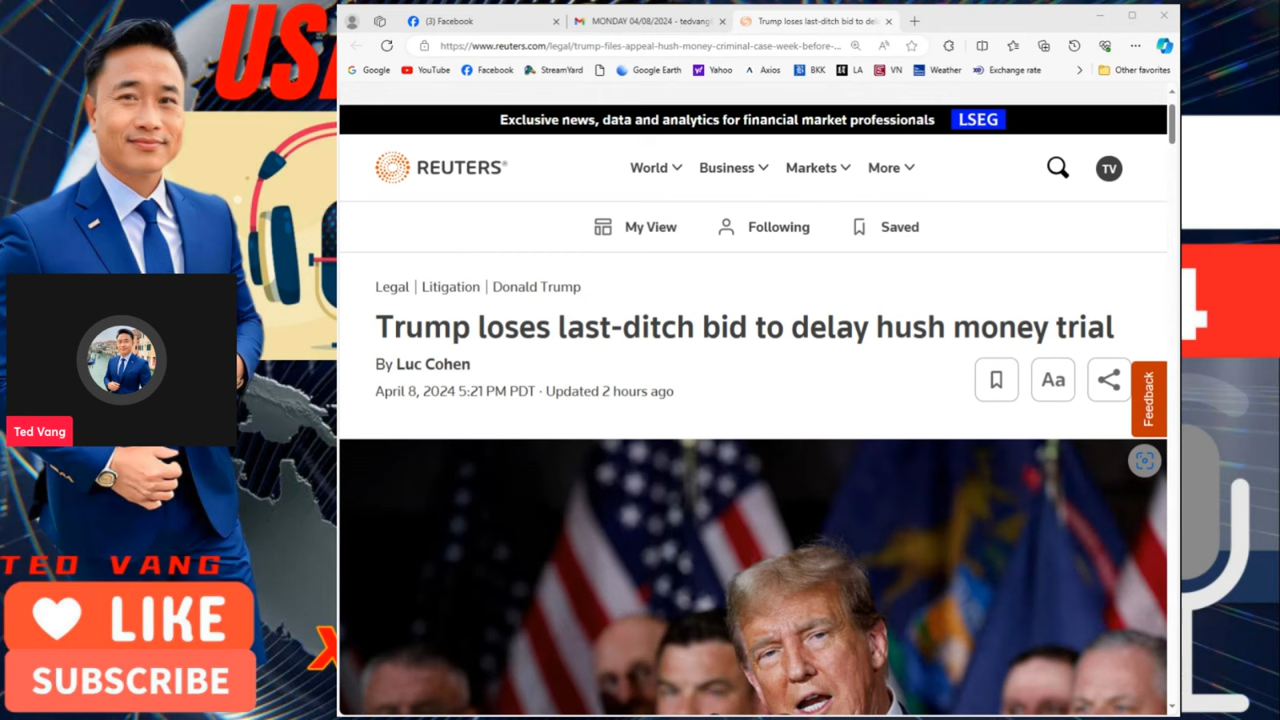 US
(3) Facebook
MONDAY 04/08/2024 - tedvang
Trump loses last-ditch bid to del
https://www.reuters.com/legal/trump-files-appeal-hush-money-criminal-case-week-before-...
Google
YouTube
Facebook
StreamYard
Google Earth
Yahoo
Axios
BKK
LA
VN
Weather
Exchange rate
Other favorites
Exclusive news, data and analytics for financial market professionals LSEG
REUTERS®
World
Business
Markets
More
TV
My View
Following
Saved
Legal | Litigation | Donald Trump
Trump loses last-ditch bid to delay hush money trial
By Luc Cohen
April 8, 2024 5:21 PM PDT · Updated 2 hours ago
Aa
Feedback
Ted Vang
TED VANG
LIKE
SUBSCRIBE
X